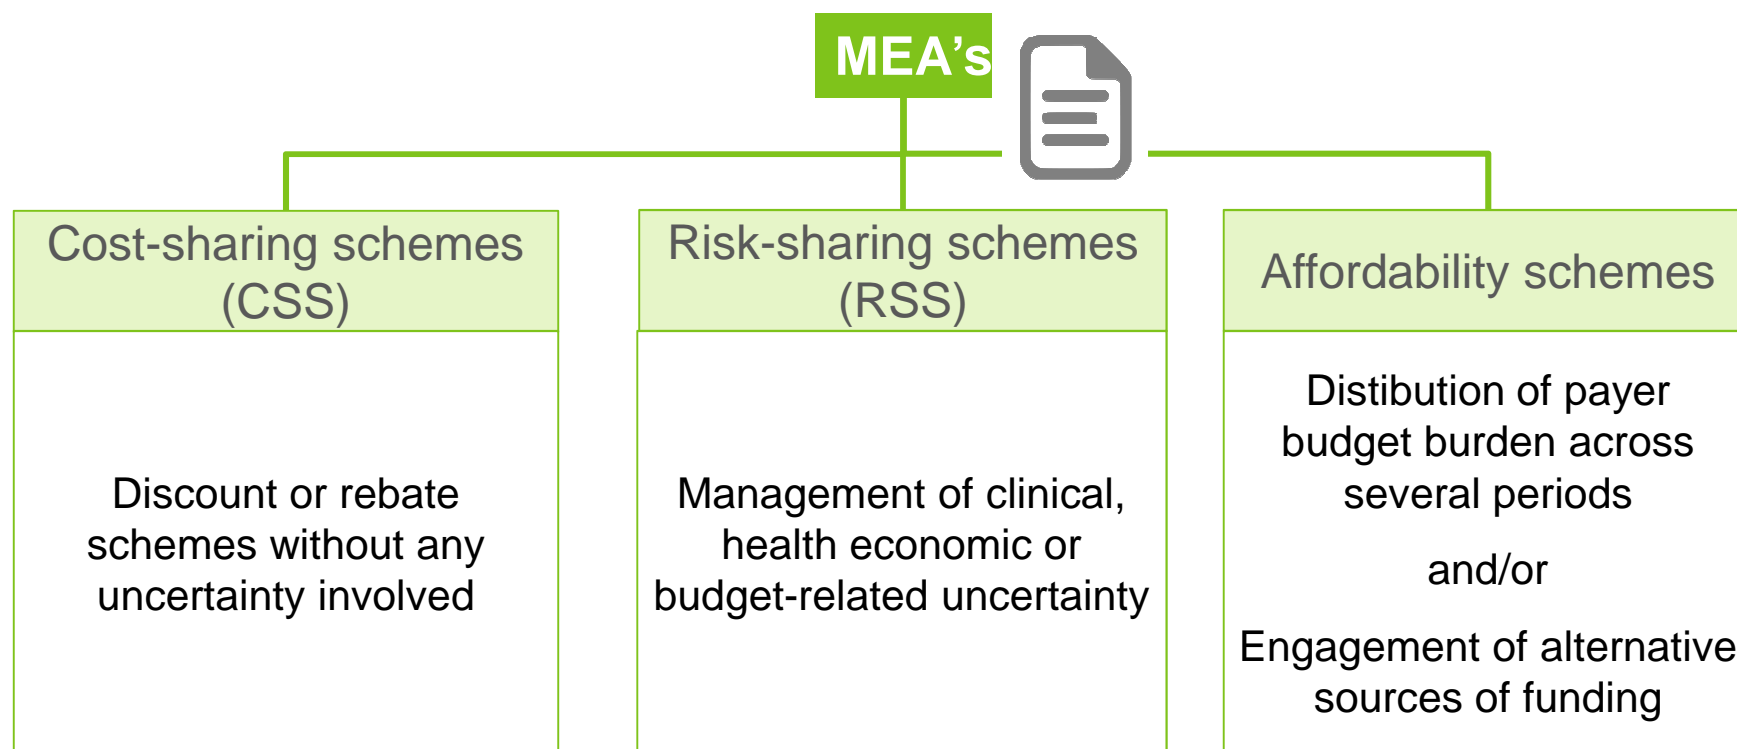 MEA’s
Cost-sharing schemes
(CSS)
Discount or rebate
schemes without any
uncertainty involved
Risk-sharing schemes
(RSS)
Management of clinical,
health economic or
budget-related uncertainty
Affordability schemes
Distibution of payer
budget burden across
several periods
and/or
Engagement of alternative
sources of funding